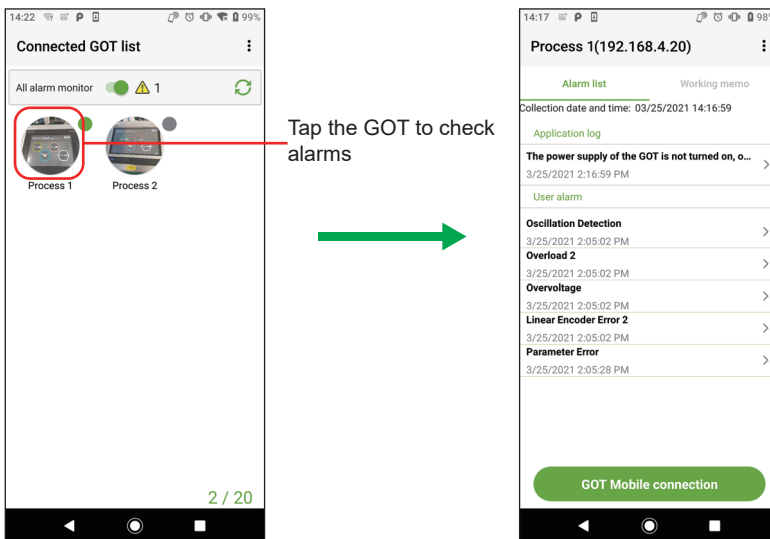 14:22 99%
Connected GOT list
All alarm monitor 1
Process 1
Process 2
2 / 20
Tap the GOT to check
alarms
14:17 98%
Process 1(192.168.4.20)
Alarm list
Working memo
Collection date and time: 03/25/2021 14:16:59
Application log
The power supply of the GOT is not turned on, o...
3/25/2021 2:16:59 PM
User alarm
Oscillation Detection
3/25/2021 2:05:02 PM
Overload 2
3/25/2021 2:05:02 PM
Overvoltage
3/25/2021 2:05:02 PM
Linear Encoder Error 2
3/25/2021 2:05:02 PM
Parameter Error
3/25/2021 2:05:28 PM
GOT Mobile connection